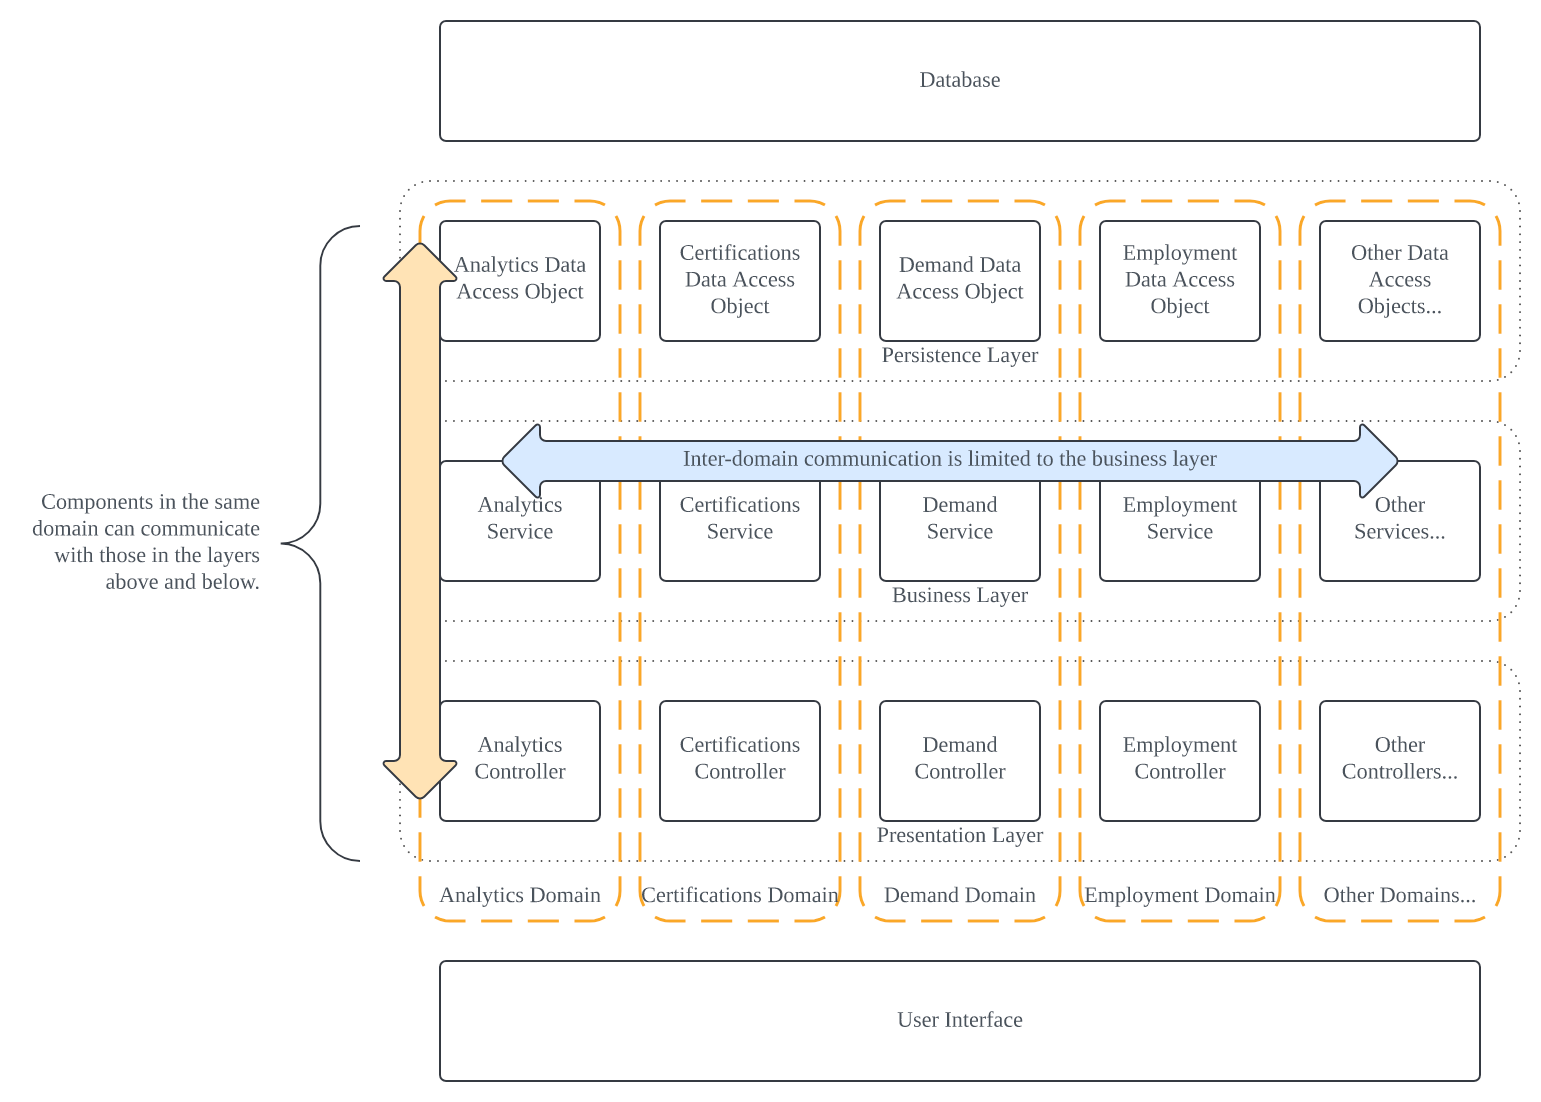 Database
Analytics Data
Access Object
Certifications
Data Access
Object
Demand Data
Access Object
Employment
Data Access
Object
Other Data
Access
Objects...
Persistence Layer
Inter-domain communication is limited to the business layer
Components in the same
domain can communicate
with those in the layers
above and below.
Analytics
Service
Certifications
Service
Demand
Service
Employment
Service
Other
Services...
Business Layer
Analytics
Controller
Certifications
Controller
Demand
Controller
Employment
Controller
Other
Controllers...
Presentation Layer
Analytics Domain
Certifications Domain
Demand Domain
Employment Domain
Other Domains...
User Interface